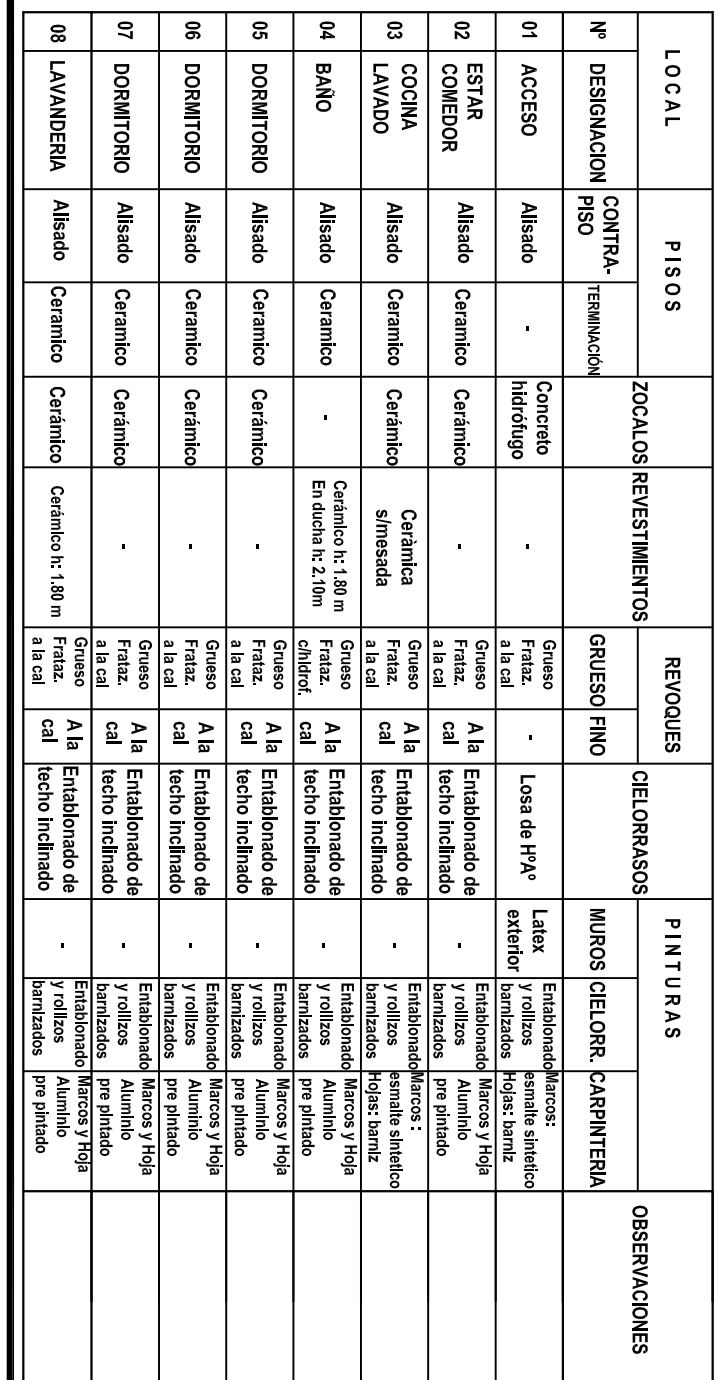 LOCAL PISOS ZOCALOS REVESTIMIENTOS REVOQUES CIELORRASOS PINTURAS OBSERVACIONES
Nº DESIGNACION CONTRA-
PISO TERMINACIÓN GRUESO FINO MUROS CIELORR. CARPINTERIA
01 ACCESO Alisado - Concreto
hidrófugo - Grueso
Frataz.
a la cal - Losa de HºAº Latex
exterior Entablonado
y rollizos
barnizados Marcos:
esmalte sintetico
Hojas: barniz
02 ESTAR
COMEDOR Alisado Ceramico Cerámico - Grueso
Frataz.
a la cal A la
cal Entablonado de
techo inclinado - Entablonado
y rollizos
barnizados Marcos y Hoja
Aluminio
pre pintado
03 COCINA
LAVADO Alisado Ceramico Cerámico Ceràmica
s/mesada Grueso
Frataz.
a la cal A la
cal Entablonado de
techo inclinado - Entablonado
y rollizos
barnizados Marcos :
esmalte sintetico
Hojas: barniz
04 BAÑO Alisado Ceramico - Cerámico h: 1.80 m
En ducha h: 2.10m Grueso
Frataz.
c/hidrof. A la
cal Entablonado de
techo inclinado - Entablonado
y rollizos
barnizados Marcos y Hoja
Aluminio
pre pintado
05 DORMITORIO Alisado Ceramico Cerámico - Grueso
Frataz.
a la cal A la
cal Entablonado de
techo inclinado - Entablonado
y rollizos
barnizados Marcos y Hoja
Aluminio
pre pintado
06 DORMITORIO Alisado Ceramico Cerámico - Grueso
Frataz.
a la cal A la
cal Entablonado de
techo inclinado - Entablonado
y rollizos
barnizados Marcos y Hoja
Aluminio
pre pintado
07 DORMITORIO Alisado Ceramico Cerámico - Grueso
Frataz.
a la cal A la
cal Entablonado de
techo inclinado - Entablonado
y rollizos
barnizados Marcos y Hoja
Aluminio
pre pintado
08 LAVANDERIA Alisado Ceramico Cerámico Cerámico h: 1.80 m Grueso
Frataz.
a la cal A la
cal Entablonado de
techo inclinado - Entablonado
y rollizos
barnizados Marcos y Hoja
Aluminio
pre pintado